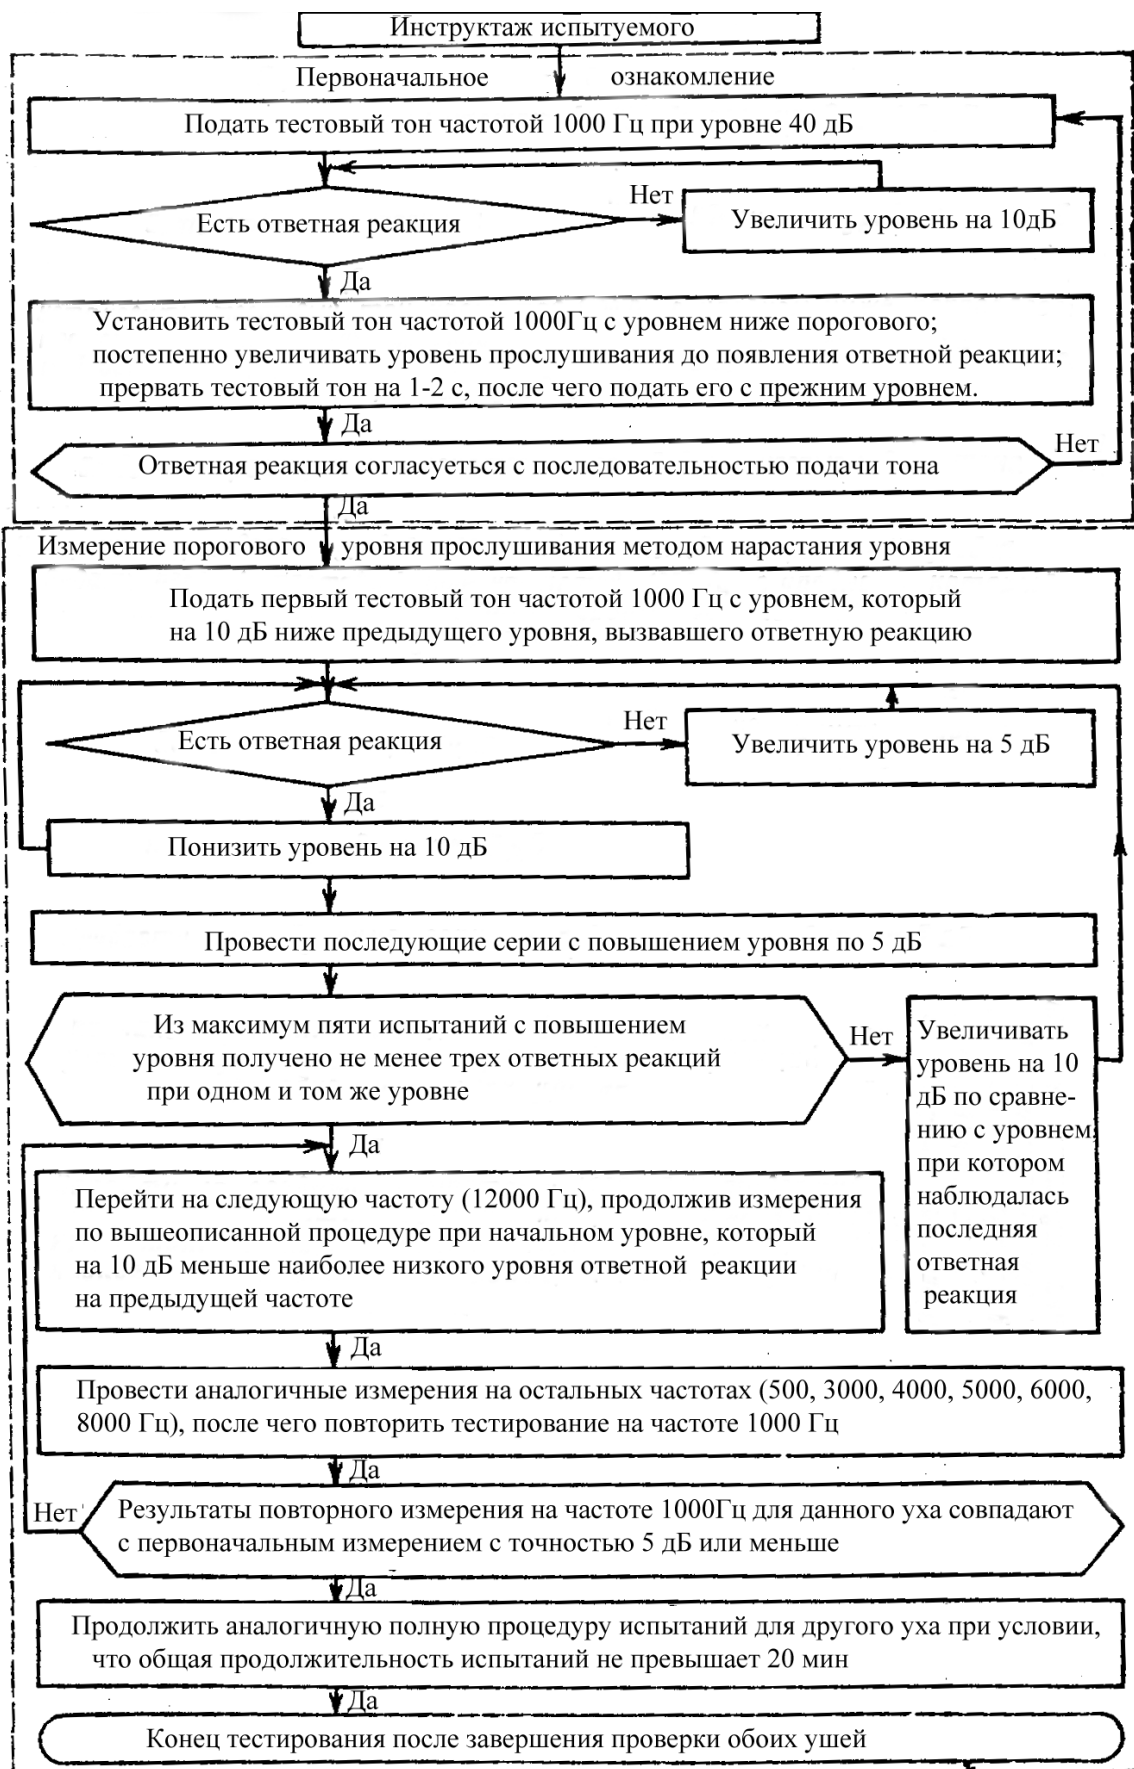 Инструктаж испытуемого
Первоначальное ознакомление
Подать тестовый тон частотой 1000 Гц при уровне 40 дБ
Есть ответная реакция
Нет
Увеличить уровень на 10дБ
Да
Установить тестовый тон частотой 1000Гц с уровнем ниже порогового;
постепенно увеличивать уровень прослушивания до появления ответной реакции;
прервать тестовый тон на 1-2 с, после чего подать его с прежним уровнем.
Да
Ответная реакция согласуеться с последовательностью подачи тона
Нет
Да
Измерение порогового уровня прослушивания методом нарастания уровня
Подать первый тестовый тон частотой 1000 Гц с уровнем, который
на 10 дБ ниже предыдущего уровня, вызвавшего ответную реакцию
Есть ответная реакция
Нет
Увеличить уровень на 5 дБ
Да
Понизить уровень на 10 дБ
Провести последующие серии с повышением уровня по 5 дБ
Из максимум пяти испытаний с повышением
уровня получено не менее трех ответных реакций
при одном и том же уровне
Нет
Увеличивать
уровень на 10
дБ по сравне-
нию с уровнем,
при котором
наблюдалась
последняя
ответная
реакция
Да
Перейти на следующую частоту (12000 Гц), продолжив измерения
по вышеописанной процедуре при начальном уровне, который
на 10 дБ меньше наиболее низкого уровня ответной реакции
на предыдущей частоте
Да
Провести аналогичные измерения на остальных частотах (500, 3000, 4000, 5000, 6000,
8000 Гц), после чего повторить тестирование на частоте 1000 Гц
Да
Нет
Результаты повторного измерения на частоте 1000Гц для данного уха совпадают
с первоначальным измерением с точностью 5 дБ или меньше
Да
Продолжить аналогичную полную процедуру испытаний для другого уха при условии,
что общая продолжительность испытаний не превышает 20 мин
Да
Конец тестирования после завершения проверки обоих ушей